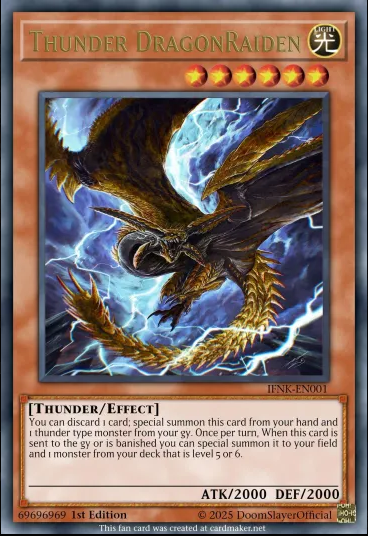 THUNDER DRAGONRAIDEN
LIGHT
光
IFNK-EN001
[THUNDER/EFFECT]
You can discard 1 card; special summon this card from your hand and
1 thunder type monster from your gy. Once per turn, When this card is
sent to the gy or is banished you can special summon it to your field
and 1 monster from your deck that is level 5 or 6.
ATK/2000 DEF/2000
69696969 1st Edition
© 2025 DoomSlayerOfficial
This fan card was created at cardmaker.net